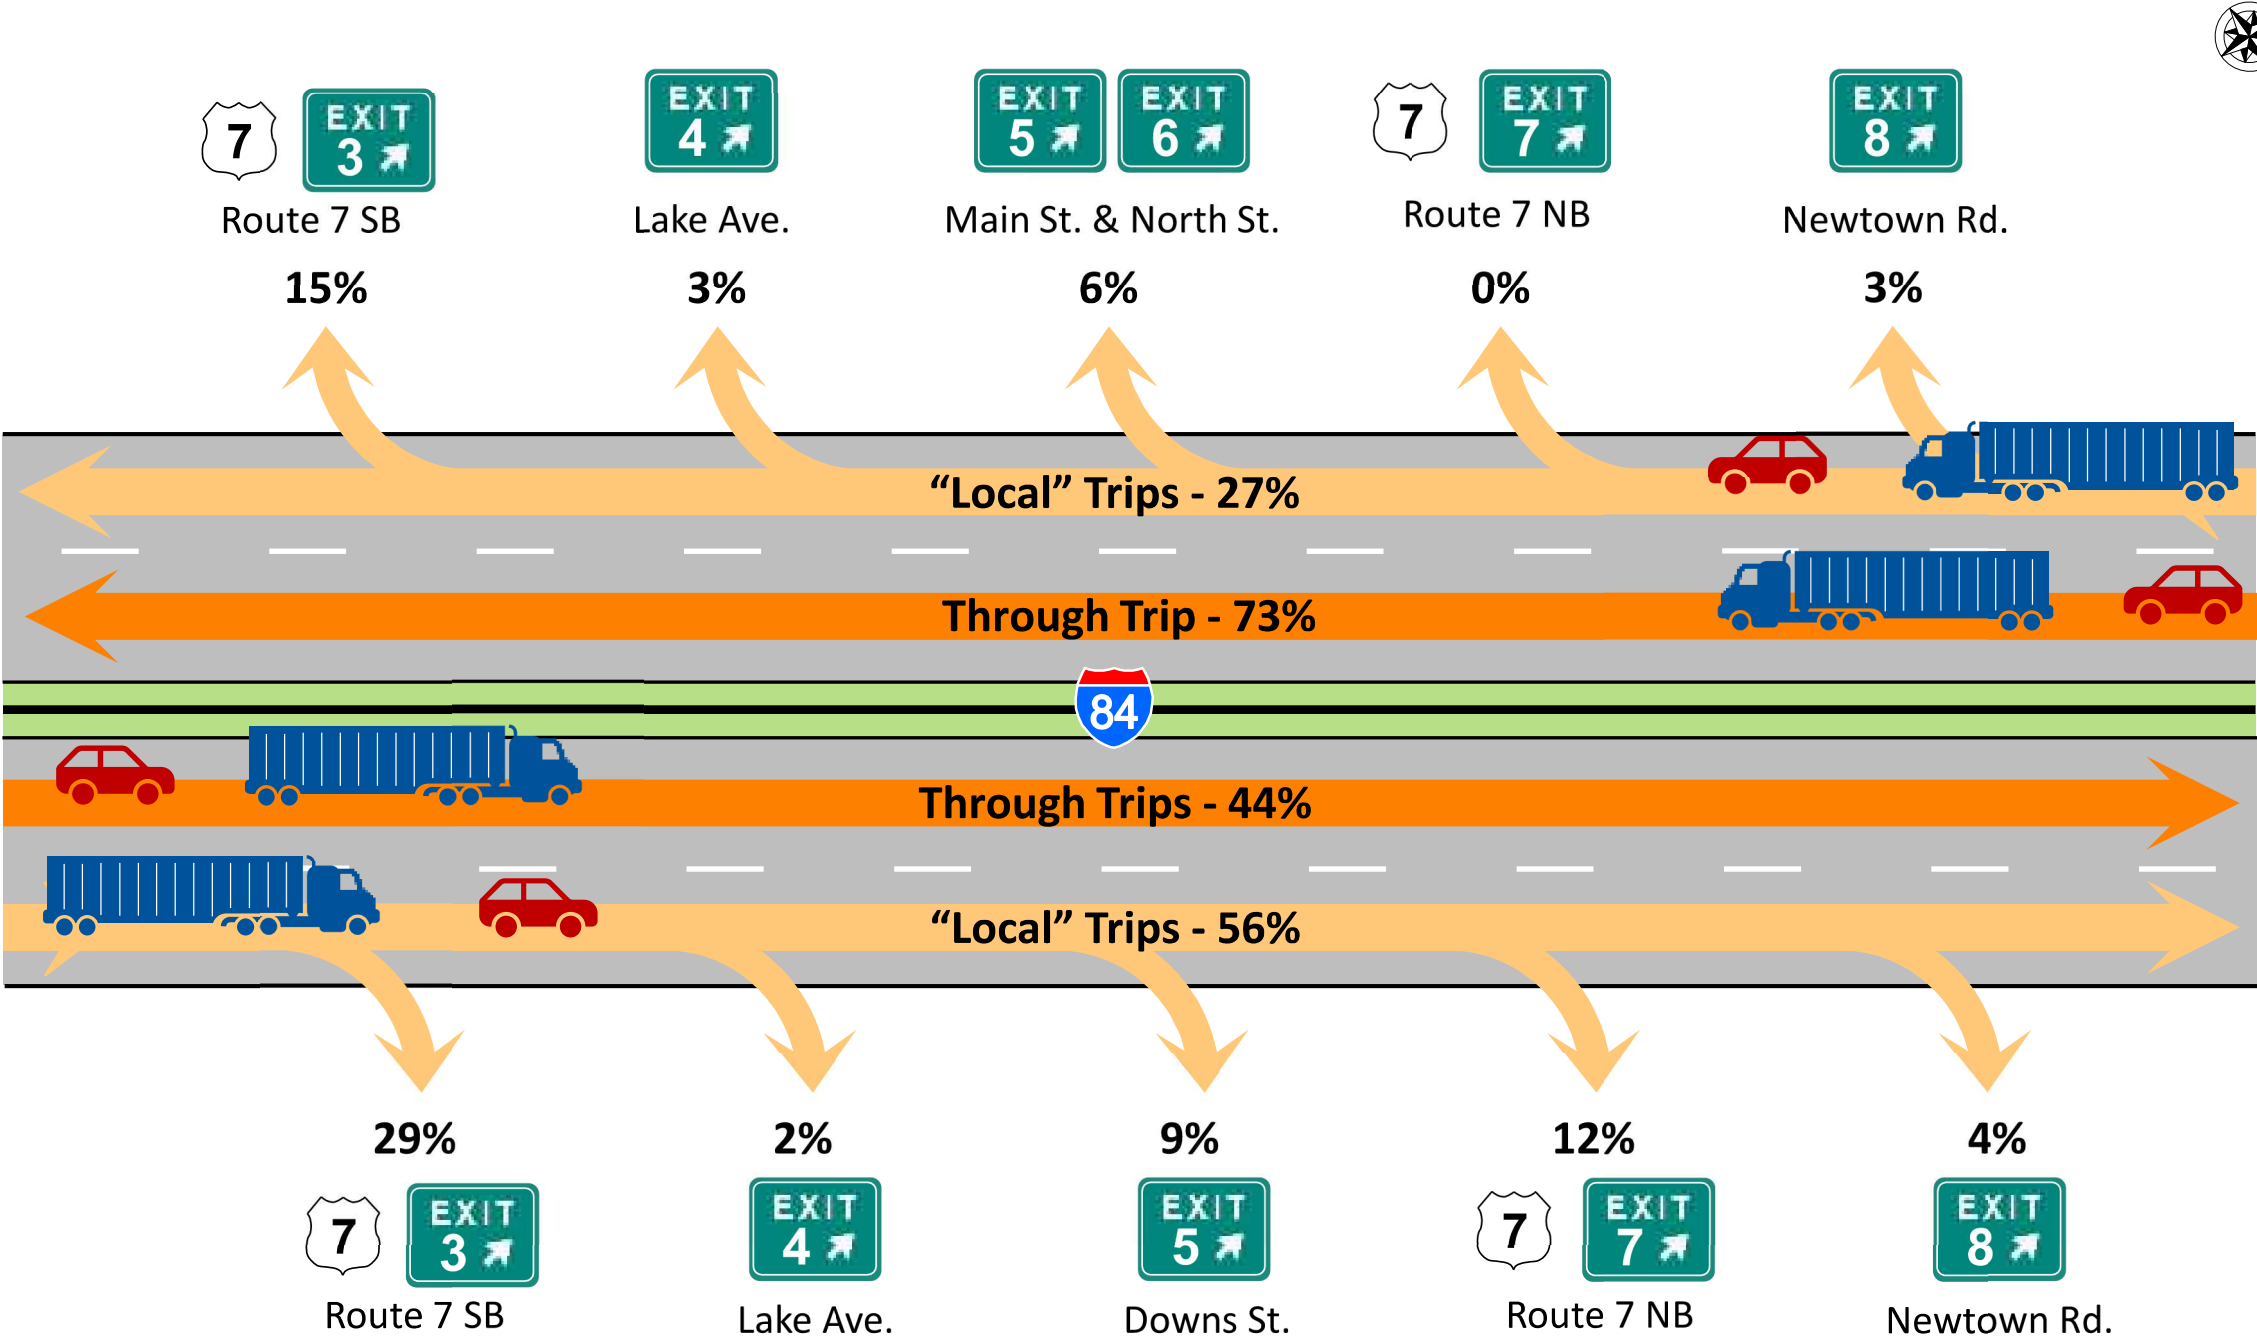 7
EXIT
3
Route 7 SB
15%
EXIT
4
Lake Ave.
3%
EXIT
5
EXIT
6
Main St. & North St.
6%
7
EXIT
7
Route 7 NB
0%
EXIT
8
Newtown Rd.
3%
“Local” Trips - 27%
Through Trip - 73%
84
Through Trips - 44%
“Local” Trips - 56%
29%
7
EXIT
3
Route 7 SB
2%
EXIT
4
Lake Ave.
9%
EXIT
5
Downs St.
12%
7
EXIT
7
Route 7 NB
4%
EXIT
8
Newtown Rd.